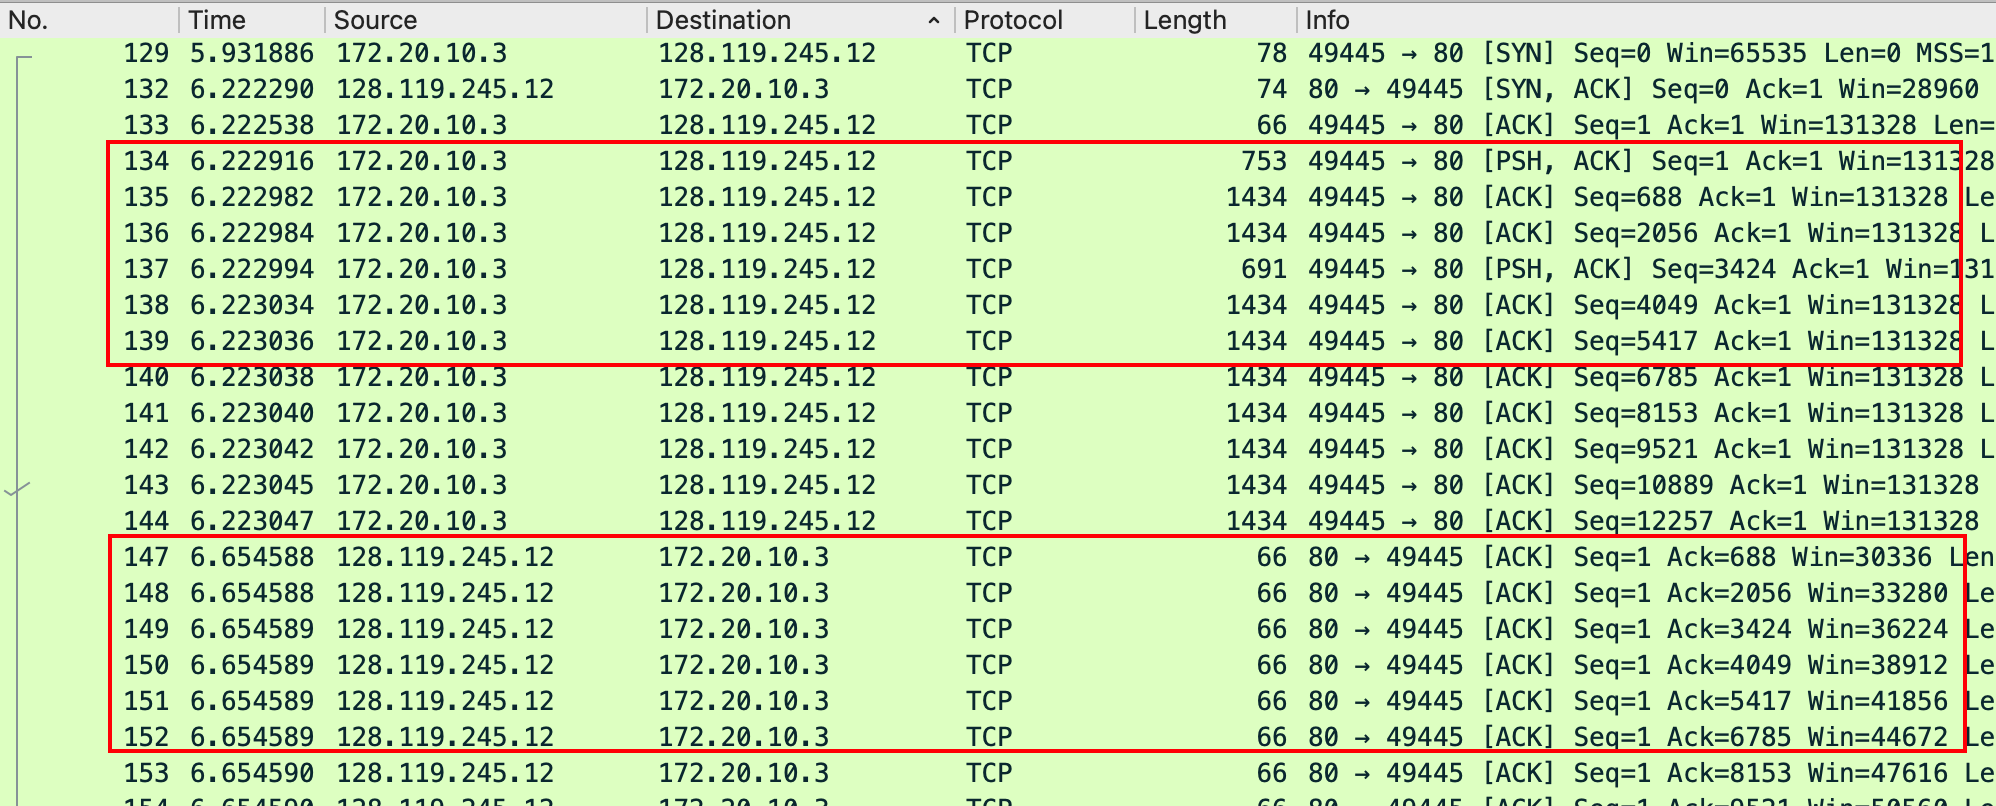 No. Time Source Destination Protocol Length Info
129 5.931886 172.20.10.3 128.119.245.12 TCP 78 49445 → 80 [SYN] Seq=0 Win=65535 Len=0 MSS=1
132 6.222290 128.119.245.12 172.20.10.3 TCP 74 80 → 49445 [SYN, ACK] Seq=0 Ack=1 Win=28960
133 6.222538 172.20.10.3 128.119.245.12 TCP 66 49445 → 80 [ACK] Seq=1 Ack=1 Win=131328 Len=
134 6.222916 172.20.10.3 128.119.245.12 TCP 753 49445 → 80 [PSH, ACK] Seq=1 Ack=1 Win=131328
135 6.222982 172.20.10.3 128.119.245.12 TCP 1434 49445 → 80 [ACK] Seq=688 Ack=1 Win=131328 Le
136 6.222984 172.20.10.3 128.119.245.12 TCP 1434 49445 → 80 [ACK] Seq=2056 Ack=1 Win=131328 L
137 6.222994 172.20.10.3 128.119.245.12 TCP 691 49445 → 80 [PSH, ACK] Seq=3424 Ack=1 Win=131
138 6.223034 172.20.10.3 128.119.245.12 TCP 1434 49445 → 80 [ACK] Seq=4049 Ack=1 Win=131328 L
139 6.223036 172.20.10.3 128.119.245.12 TCP 1434 49445 → 80 [ACK] Seq=5417 Ack=1 Win=131328 L
140 6.223038 172.20.10.3 128.119.245.12 TCP 1434 49445 → 80 [ACK] Seq=6785 Ack=1 Win=131328 L
141 6.223040 172.20.10.3 128.119.245.12 TCP 1434 49445 → 80 [ACK] Seq=8153 Ack=1 Win=131328 L
142 6.223042 172.20.10.3 128.119.245.12 TCP 1434 49445 → 80 [ACK] Seq=9521 Ack=1 Win=131328 L
143 6.223045 172.20.10.3 128.119.245.12 TCP 1434 49445 → 80 [ACK] Seq=10889 Ack=1 Win=131328
144 6.223047 172.20.10.3 128.119.245.12 TCP 1434 49445 → 80 [ACK] Seq=12257 Ack=1 Win=131328
147 6.654588 128.119.245.12 172.20.10.3 TCP 66 80 → 49445 [ACK] Seq=1 Ack=688 Win=30336 Len
148 6.654588 128.119.245.12 172.20.10.3 TCP 66 80 → 49445 [ACK] Seq=1 Ack=2056 Win=33280 Le
149 6.654589 128.119.245.12 172.20.10.3 TCP 66 80 → 49445 [ACK] Seq=1 Ack=3424 Win=36224 Le
150 6.654589 128.119.245.12 172.20.10.3 TCP 66 80 → 49445 [ACK] Seq=1 Ack=4049 Win=38912 Le
151 6.654589 128.119.245.12 172.20.10.3 TCP 66 80 → 49445 [ACK] Seq=1 Ack=5417 Win=41856 Le
152 6.654589 128.119.245.12 172.20.10.3 TCP 66 80 → 49445 [ACK] Seq=1 Ack=6785 Win=44672 Le
153 6.654590 128.119.245.12 172.20.10.3 TCP 66 80 → 49445 [ACK] Seq=1 Ack=8153 Win=47616 Le
154 6.654590 128.119.245.12 172.20.10.3 TCP 66 80 → 49445 [ACK] Seq=1 Ack=9521 Win=50560 Le